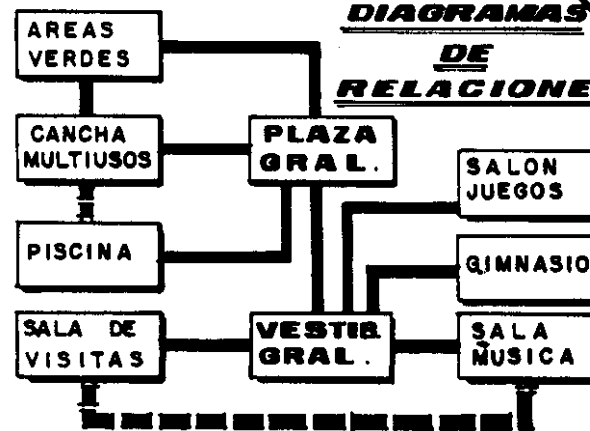 DIAGRAMAS
DE
RELACIONE
AREAS
VERDES
CANCHA
MULTIUSOS
PLAZA
GRAL.
SALON
JUEGOS
PISCINA
GIMNASIO
SALA DE
VISITAS
VESTIB.
GRAL.
SALA
MUSICA